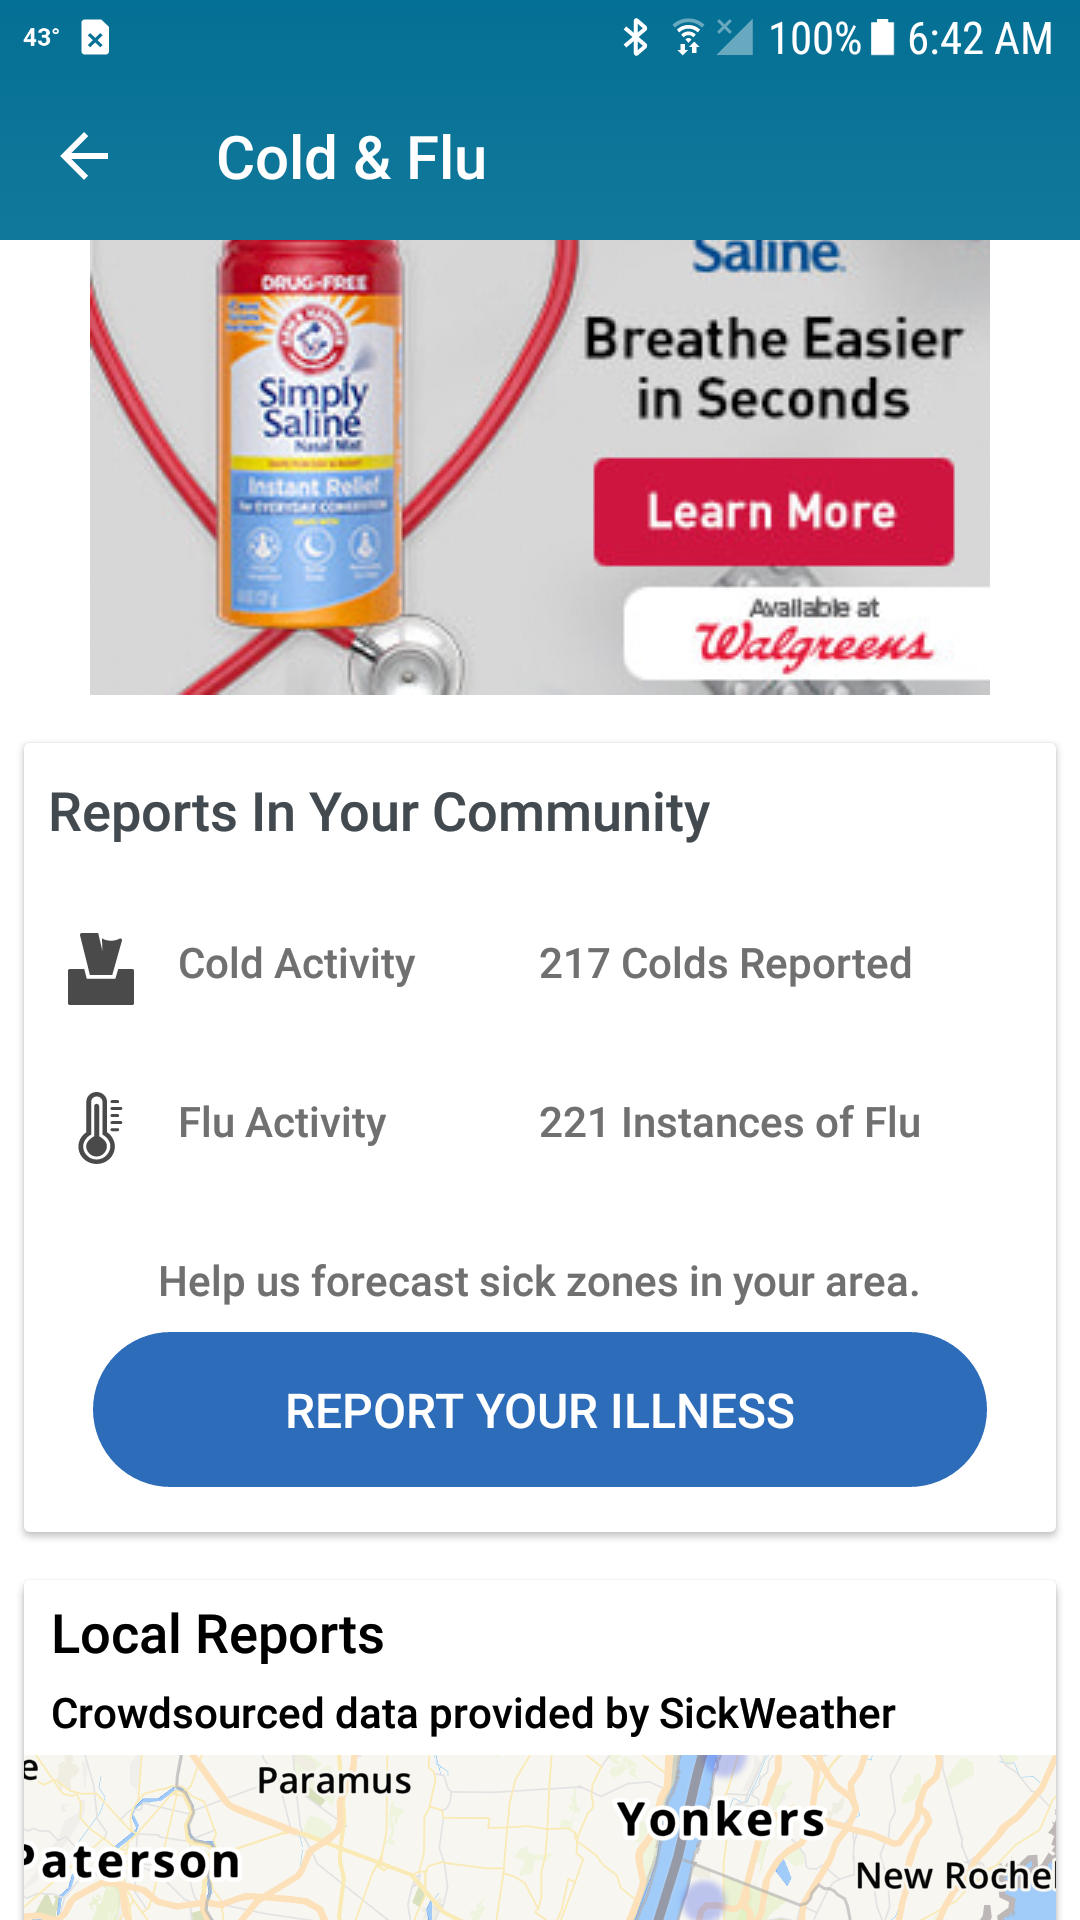 43°
100% 6:42 AM
Cold & Flu
DRUG-FREE
Simply
Saline
Nasal Mist
Instant Relief
for EVERYDAY CONGESTION
Saline.
Breathe Easier
in Seconds
Learn More
Available at
Walgreens
Reports In Your Community
Cold Activity 217 Colds Reported
Flu Activity 221 Instances of Flu
Help us forecast sick zones in your area.
REPORT YOUR ILLNESS
Local Reports
Crowdsourced data provided by SickWeather
e
Paramus
Yonkers
Paterson
New Rochel